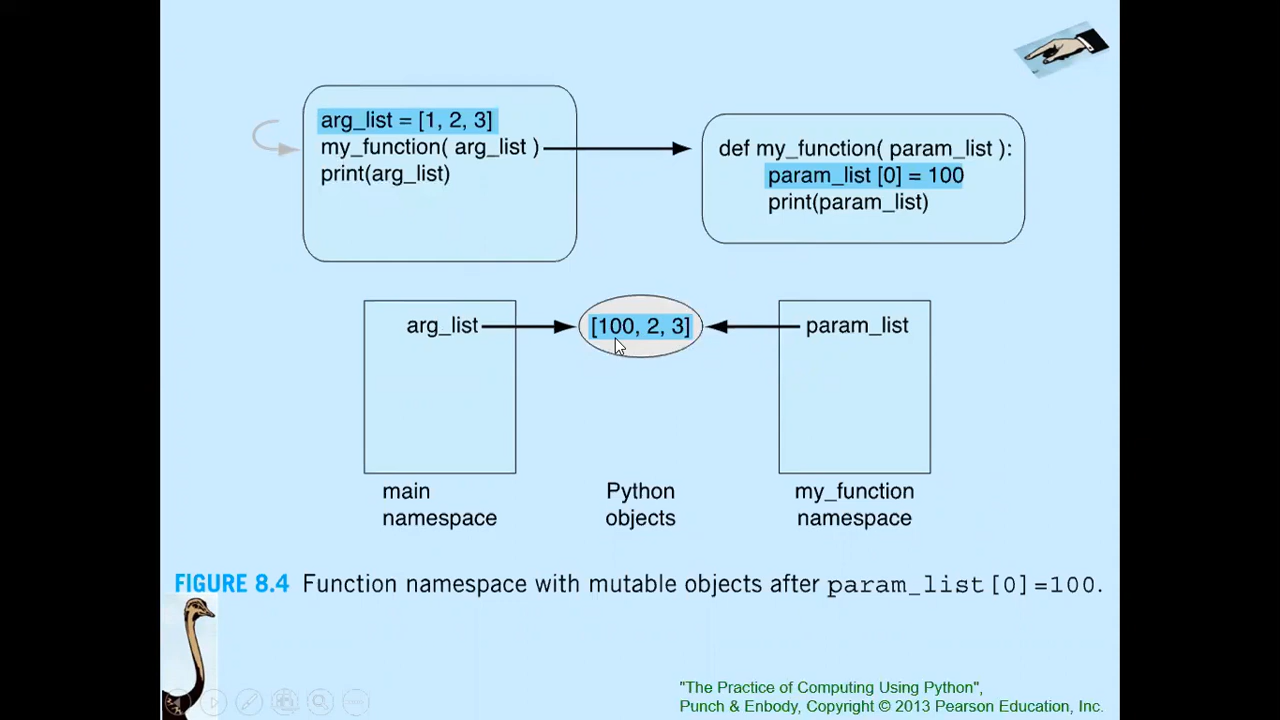 arg_list = [1, 2, 3]
my_function( arg_list )
print(arg_list)
def my_function( param_list ):
param_list [0] = 100
print(param_list)
arg_list
[100, 2, 3]
param_list
main
namespace
Python
objects
my_function
namespace
FIGURE 8.4 Function namespace with mutable objects after param_list [0]=100.
"The Practice of Computing Using Python",
Punch & Enbody, Copyright © 2013 Pearson Education, Inc.